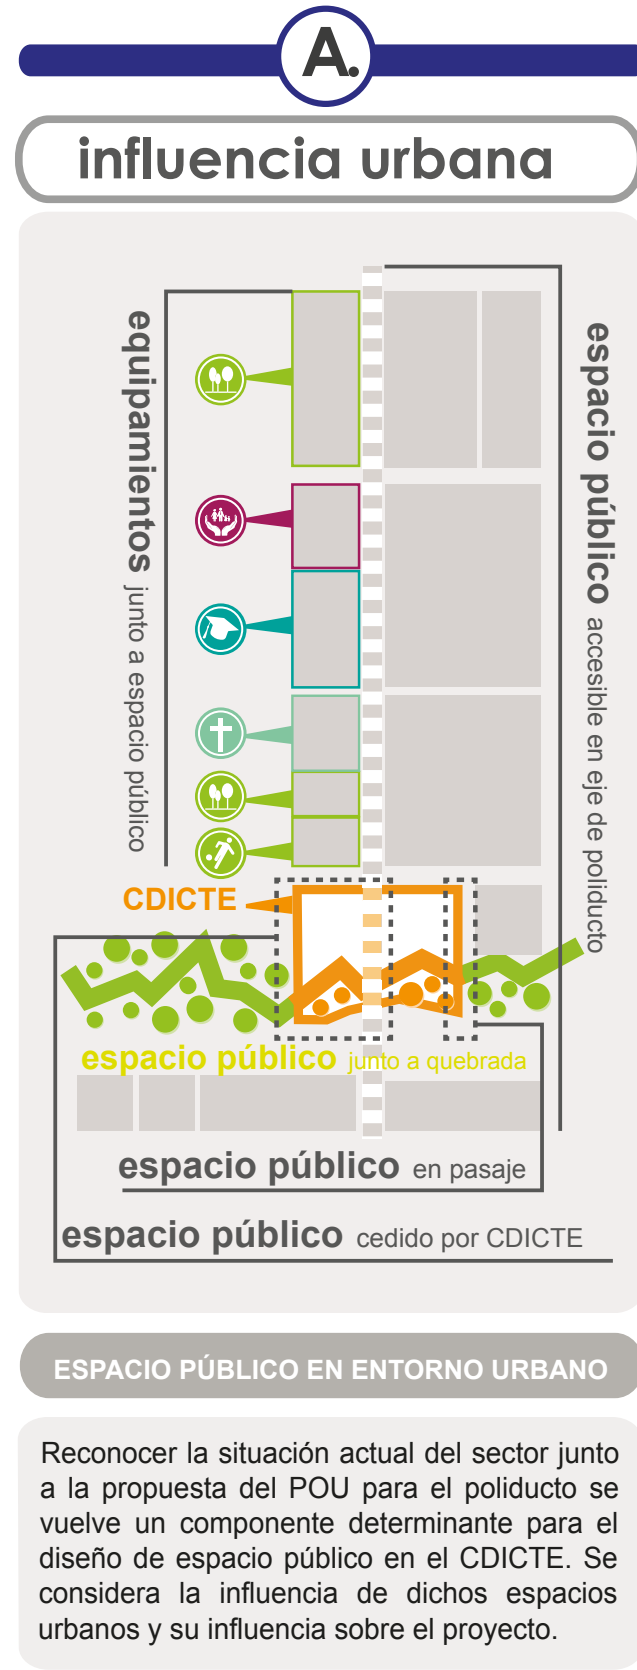 A.
influencia urbana
equipamientos junto a espacio público
espacio público accesible en eje de poliducto
CDICTE
espacio público junto a quebrada
espacio público en pasaje
espacio público cedido por CDICTE
ESPACIO PÚBLICO EN ENTORNO URBANO
Reconocer la situación actual del sector junto
a la propuesta del POU para el poliducto se
vuelve un componente determinante para el
diseño de espacio público en el CDICTE. Se
considera la influencia de dichos espacios
urbanos y su influencia sobre el proyecto.